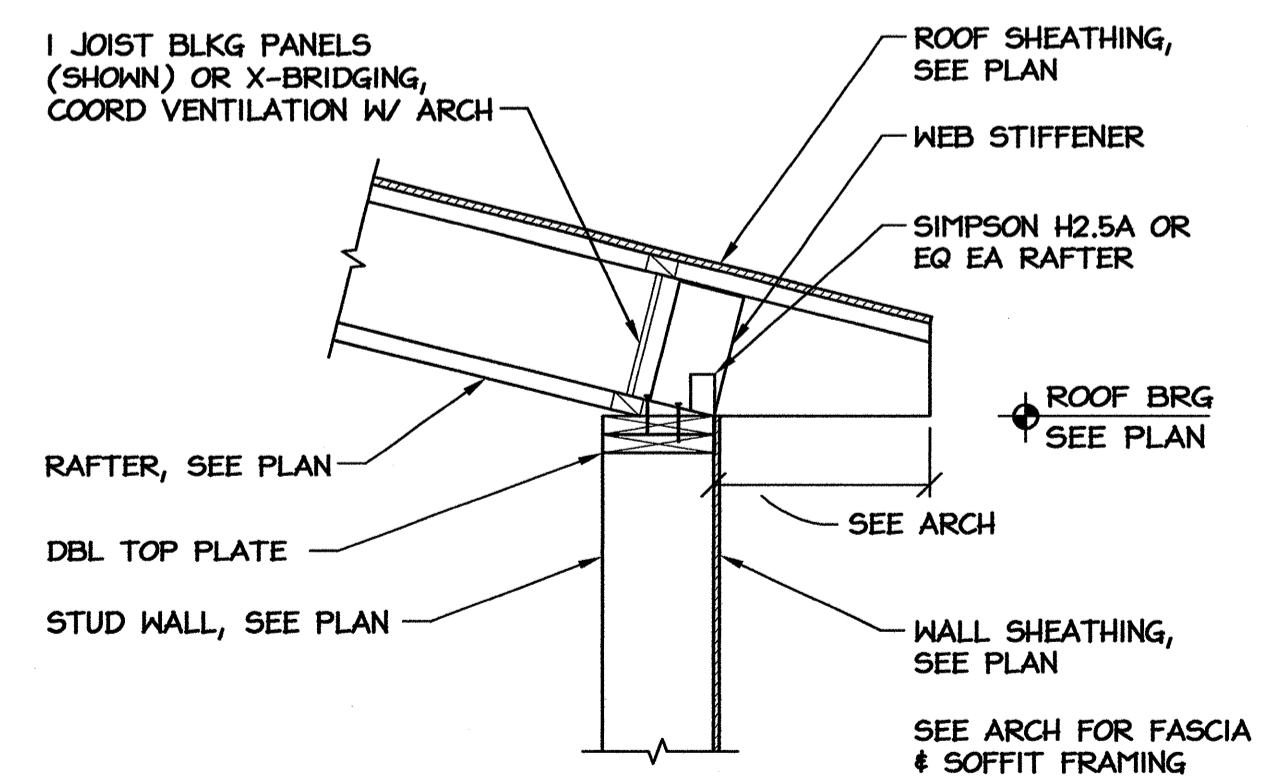 I JOIST BLKG PANELS
(SHOWN) OR X-BRIDGING,
COORD VENTILATION W/ ARCH
ROOF SHEATHING,
SEE PLAN
WEB STIFFENER
SIMPSON H2.5A OR
EQ EA RAFTER
ROOF BRG
SEE PLAN
RAFTER, SEE PLAN
SEE ARCH
DBL TOP PLATE
STUD WALL, SEE PLAN
WALL SHEATHING,
SEE PLAN
SEE ARCH FOR FASCIA
& SOFFIT FRAMING